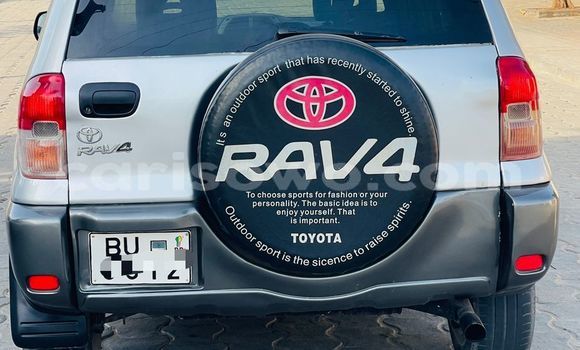 It's an outdoor sport that has recently started to shine.
RAV4
To choose sports for fashion or your
personality. The basic idea is to
enjoy yourself. That
is important.
TOYOTA
Outdoor sport is the sicence to raise spirits.
RAV4
BU
carisoko.com